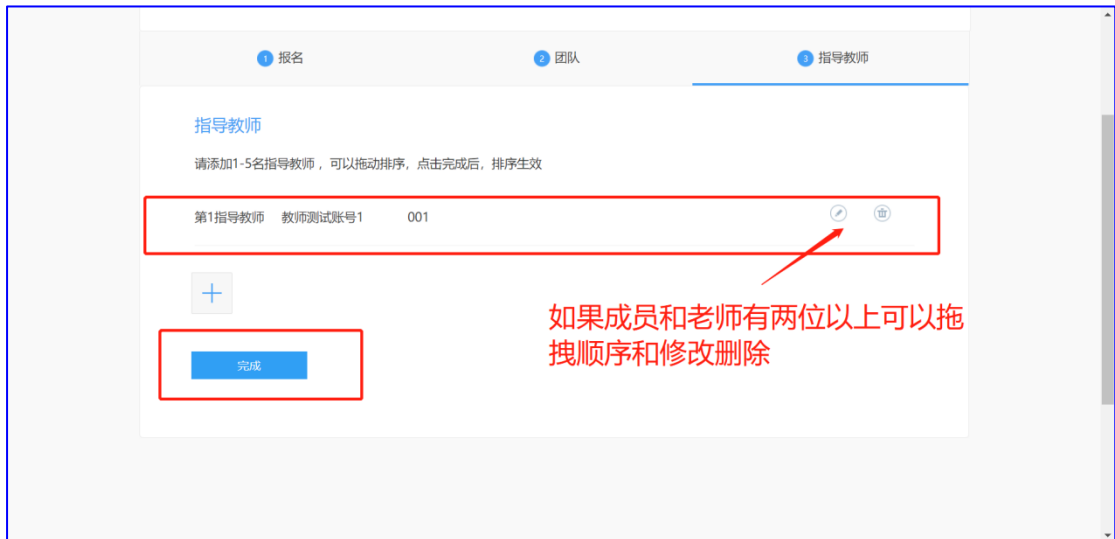 1 报名
2 团队
3 指导教师
指导教师
请添加1-5名指导教师，可以拖动排序，点击完成后，排序生效
第1指导教师 教师测试账号1 001
如果成员和老师有两位以上可以拖
拽顺序和修改删除
完成